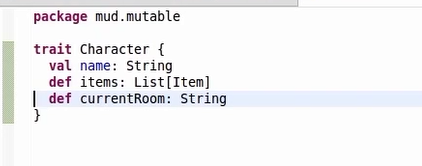 package mud.mutable
trait Character {
  val name: String
  def items: List[Item]
  def currentRoom: String
}